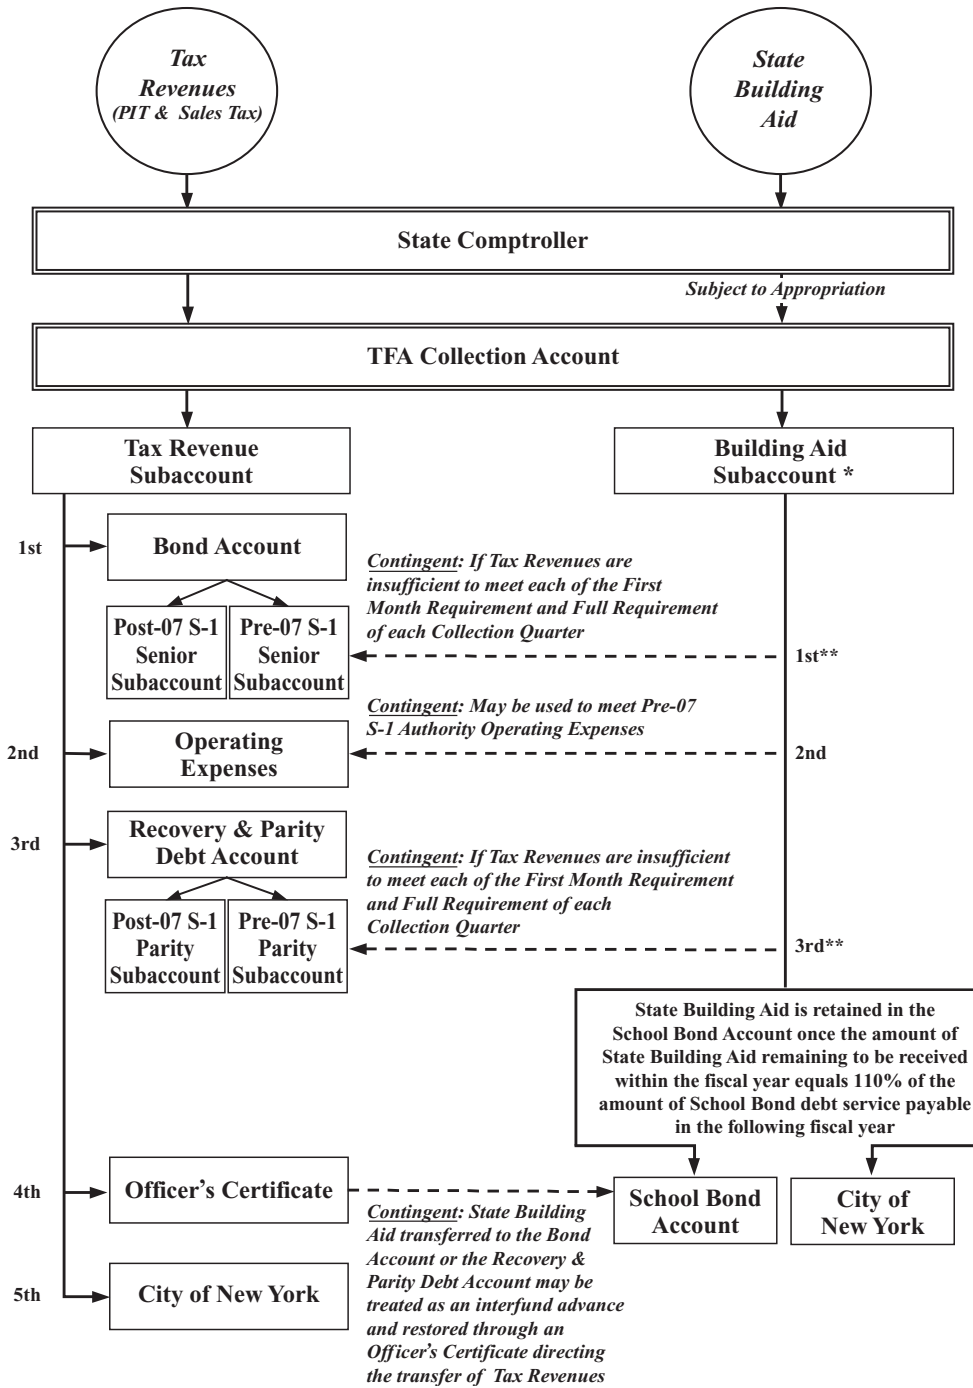 Tax
Revenues
(PIT & Sales Tax)
State
Building
Aid
State Comptroller
Subject to Appropriation
TFA Collection Account
Tax Revenue
Subaccount
Building Aid
Subaccount *
1st
Bond Account
Contingent: If Tax Revenues are
insufficient to meet each of the First
Month Requirement and Full Requirement
of each Collection Quarter
Post-07 S-1
Senior
Subaccount
Pre-07 S-1
Senior
Subaccount
1st**
Contingent: May be used to meet Pre-07
S-1 Authority Operating Expenses
2nd
Operating
Expenses
2nd
3rd
Recovery & Parity
Debt Account
Contingent: If Tax Revenues are insufficient
to meet each of the First Month Requirement
and Full Requirement of each
Collection Quarter
Post-07 S-1
Parity
Subaccount
Pre-07 S-1
Parity
Subaccount
3rd**
State Building Aid is retained in the
School Bond Account once the amount of
State Building Aid remaining to be received
within the fiscal year equals 110% of the
amount of School Bond debt service payable
in the following fiscal year
4th
Officer's Certificate
School Bond
Account
City of
New York
Contingent: State Building
Aid transferred to the Bond
Account or the Recovery &
Parity Debt Account may be
treated as an interfund advance
and restored through an
Officer's Certificate directing
the transfer of Tax Revenues
5th
City of New York